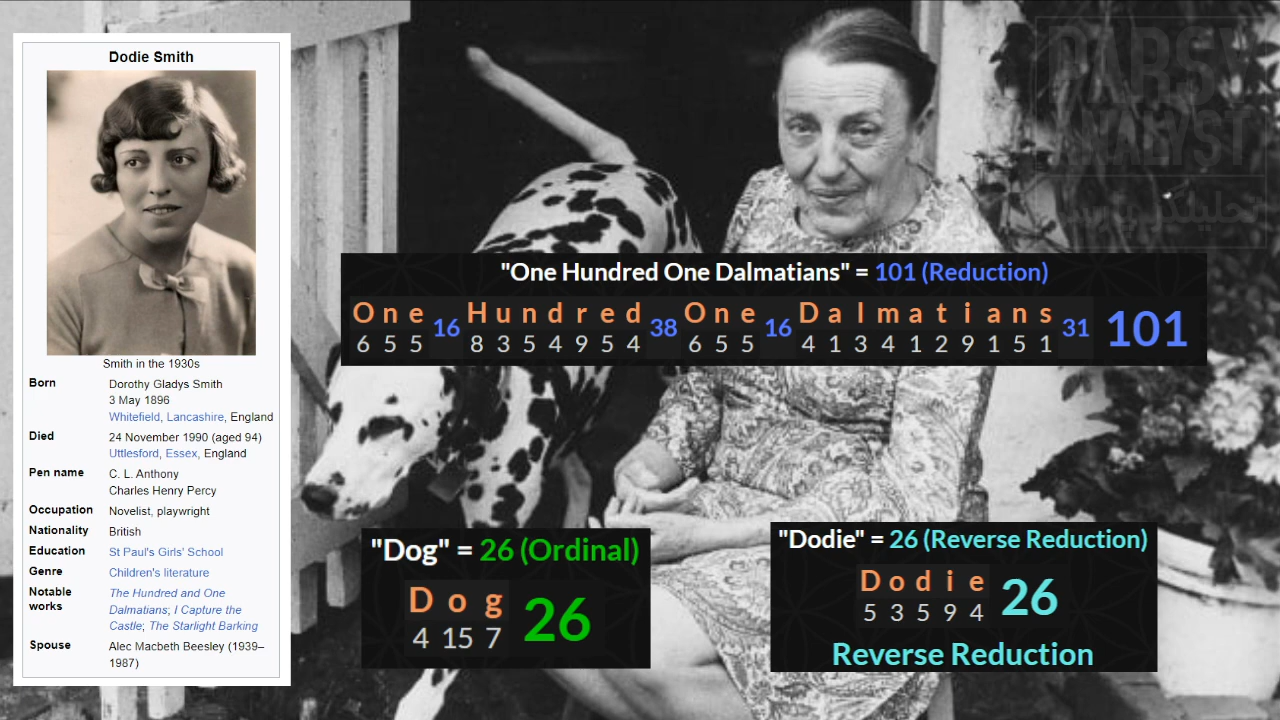 Dodie Smith
Smith in the 1930s
Born Dorothy Gladys Smith
3 May 1896
Whitefield, Lancashire, England
Died 24 November 1990 (aged 94)
Uttlesford, Essex, England
Pen name C. L. Anthony
Charles Henry Percy
Occupation Novelist, playwright
Nationality British
Education St Paul's Girls' School
Genre Children's literature
Notable works The Hundred and One
Dalmatians; I Capture the
Castle; The Starlight Barking
Spouse Alec Macbeth Beesley (1939–
1987)
PARSY
ANALYST
"One Hundred One Dalmatians" = 101 (Reduction)
O n e 16 H u n d r e d 38 O n e 16 D a l m a t i a n s 31 101
6 5 5 8 3 5 4 9 5 4 6 5 5 4 1 3 4 1 2 9 1 5 1
"Dog" = 26 (Ordinal)
D o g 26
4 15 7
"Dodie" = 26 (Reverse Reduction)
D o d i e 26
5 3 5 9 4
Reverse Reduction